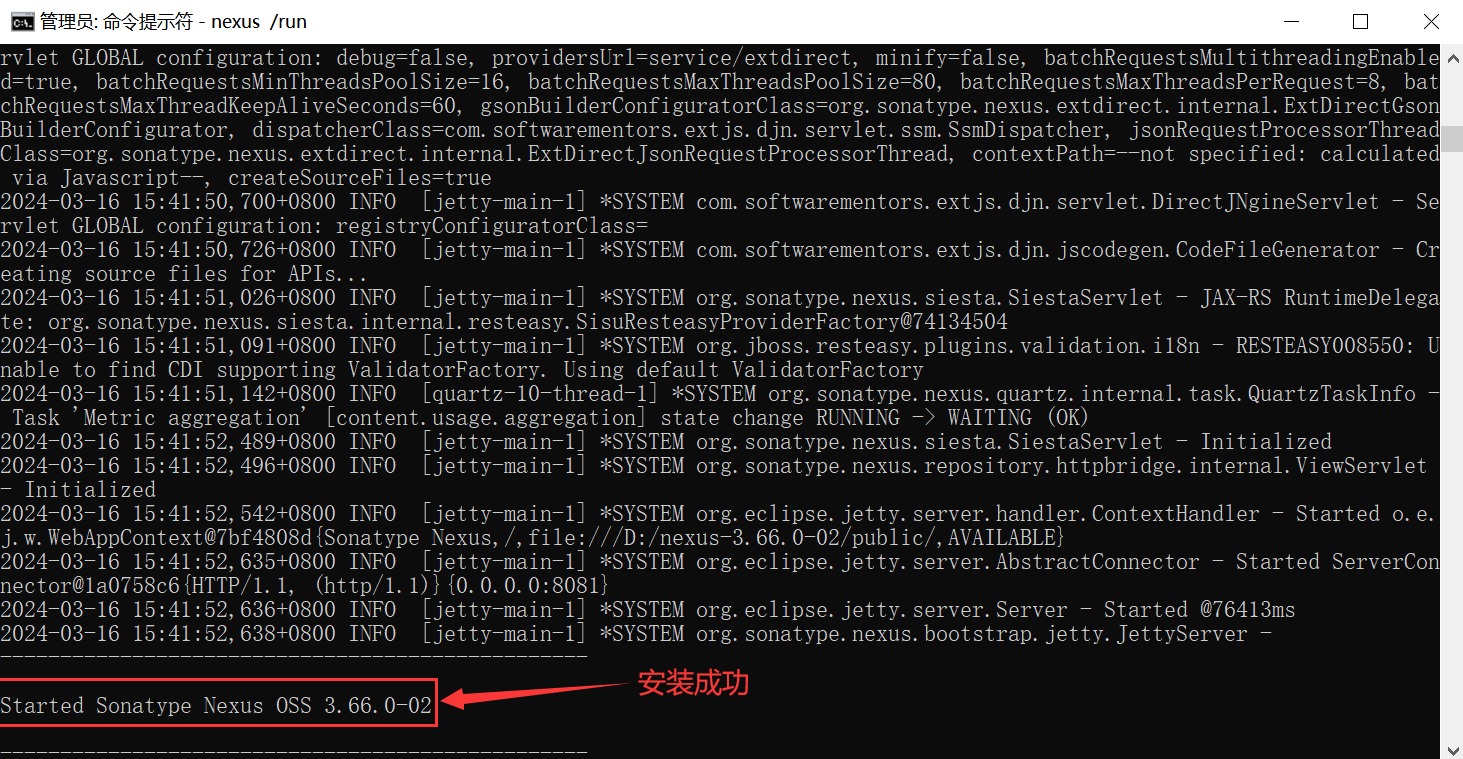 管理员: 命令提示符 - nexus  /run
rvlet GLOBAL configuration: debug=false, providersUrl=service/extdirect, minify=false, batchRequestsMultithreadingEnable
d=true, batchRequestsMinThreadsPoolSize=16, batchRequestsMaxThreadsPoolSize=80, batchRequestsMaxThreadsPerRequest=8, bat
chRequestsMaxThreadKeepAliveSeconds=60, gsonBuilderConfiguratorClass=org.sonatype.nexus.extdirect.internal.ExtDirectGson
BuilderConfigurator, dispatcherClass=com.softwarementors.extjs.djn.servlet.ssm.SsmDispatcher, jsonRequestProcessorThread
Class=org.sonatype.nexus.extdirect.internal.ExtDirectJsonRequestProcessorThread, contextPath=--not specified: calculated
 via Javascript--, createSourceFiles=true
2024-03-16 15:41:50,700+0800 INFO  [jetty-main-1] *SYSTEM com.softwarementors.extjs.djn.servlet.DirectJNgineServlet - Se
rvlet GLOBAL configuration: registryConfiguratorClass=
2024-03-16 15:41:50,726+0800 INFO  [jetty-main-1] *SYSTEM com.softwarementors.extjs.djn.jscodegen.CodeFileGenerator - Cr
eating source files for APIs...
2024-03-16 15:41:51,026+0800 INFO  [jetty-main-1] *SYSTEM org.sonatype.nexus.siesta.SiestaServlet - JAX-RS RuntimeDelega
te: org.sonatype.nexus.siesta.internal.resteasy.SisuResteasyProviderFactory@74134504
2024-03-16 15:41:51,091+0800 INFO  [jetty-main-1] *SYSTEM org.jboss.resteasy.plugins.validation.i18n - RESTEASY008550: U
nable to find CDI supporting ValidatorFactory. Using default ValidatorFactory
2024-03-16 15:41:51,142+0800 INFO  [quartz-10-thread-1] *SYSTEM org.sonatype.nexus.quartz.internal.task.QuartzTaskInfo -
 Task 'Metric aggregation' [content.usage.aggregation] state change RUNNING -> WAITING (OK)
2024-03-16 15:41:52,489+0800 INFO  [jetty-main-1] *SYSTEM org.sonatype.nexus.siesta.SiestaServlet - Initialized
2024-03-16 15:41:52,496+0800 INFO  [jetty-main-1] *SYSTEM org.sonatype.nexus.repository.httpbridge.internal.ViewServlet
- Initialized
2024-03-16 15:41:52,542+0800 INFO  [jetty-main-1] *SYSTEM org.eclipse.jetty.server.handler.ContextHandler - Started o.e.
j.w.WebAppContext@7bf4808d{Sonatype Nexus,/,file:///D:/nexus-3.66.0-02/public/,AVAILABLE}
2024-03-16 15:41:52,635+0800 INFO  [jetty-main-1] *SYSTEM org.eclipse.jetty.server.AbstractConnector - Started ServerCon
nector@1a0758c6{HTTP/1.1, (http/1.1)}{0.0.0.0:8081}
2024-03-16 15:41:52,636+0800 INFO  [jetty-main-1] *SYSTEM org.eclipse.jetty.server.Server - Started @76413ms
2024-03-16 15:41:52,638+0800 INFO  [jetty-main-1] *SYSTEM org.sonatype.nexus.bootstrap.jetty.JettyServer -
-------------------------------------------------
安装成功
Started Sonatype Nexus OSS 3.66.0-02
-------------------------------------------------